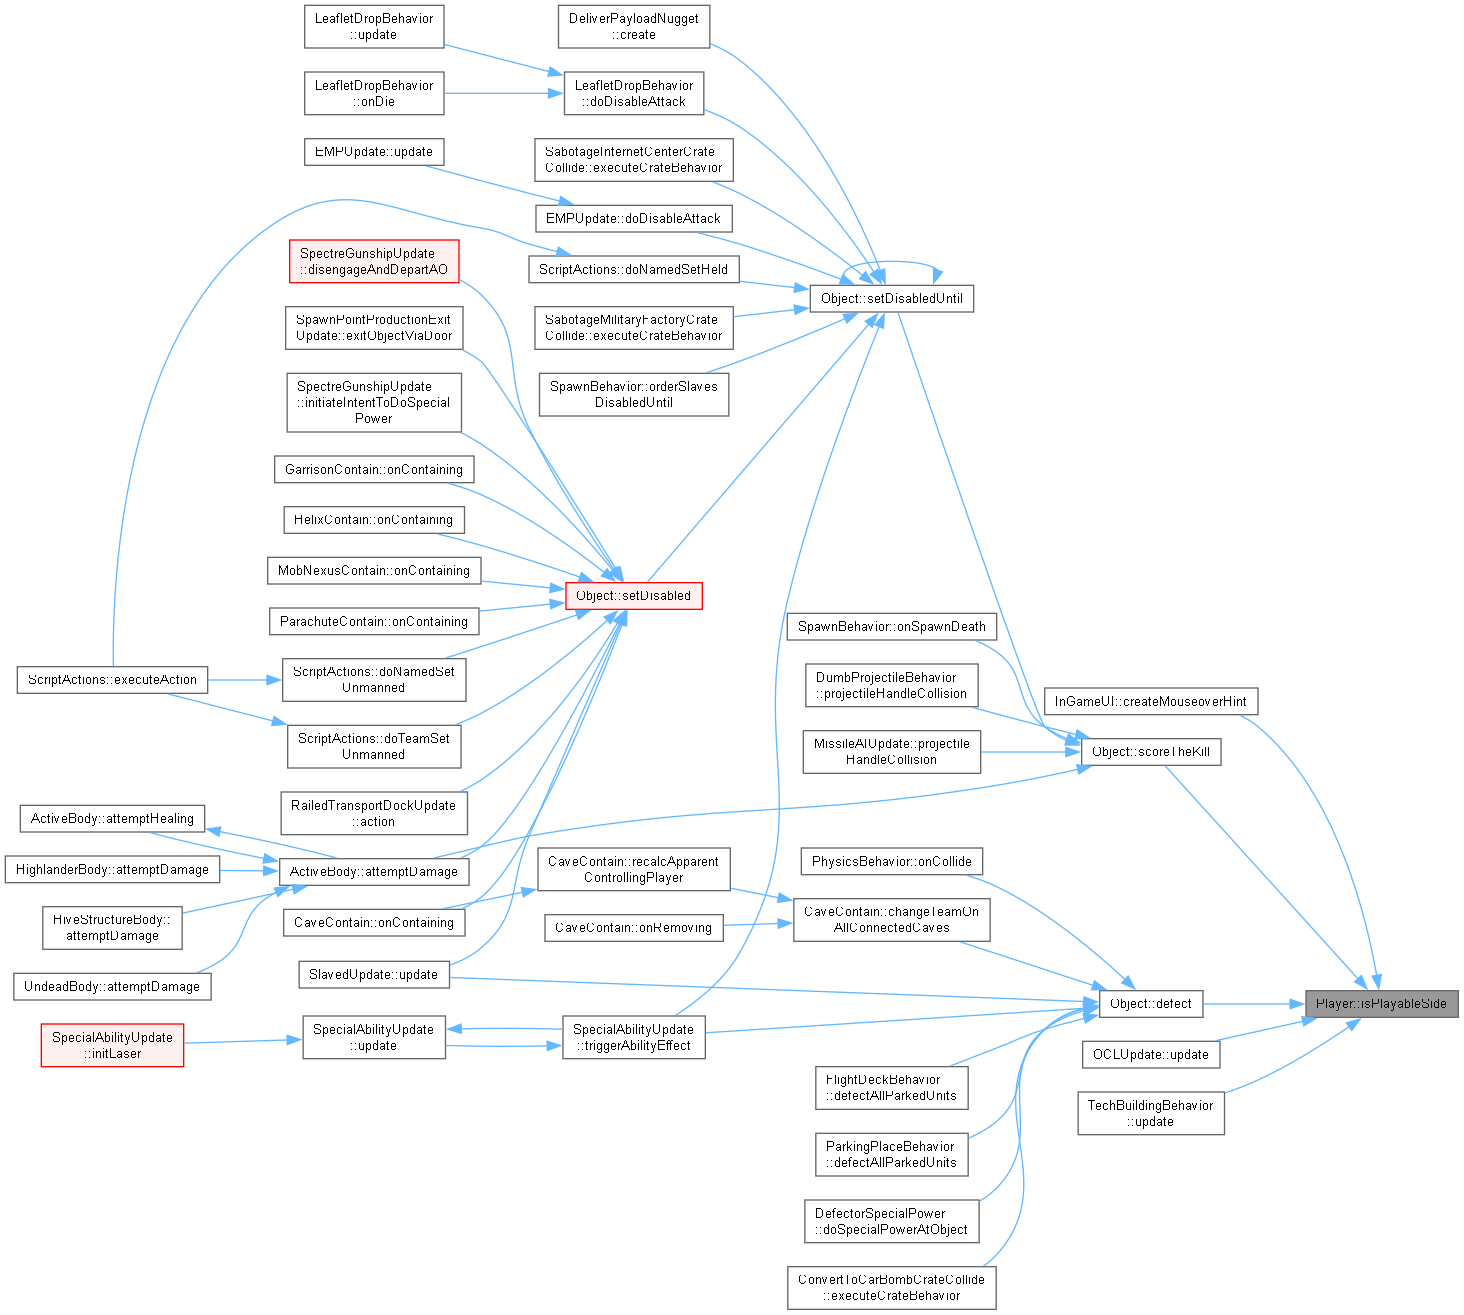 LeafletDropBehavior
::update
DeliverPayloadNugget
::create
LeafletDropBehavior
::onDie
LeafletDropBehavior
::doDisableAttack
EMPUpdate::update
SabotageInternetCenterCrate
Collide::executeCrateBehavior
EMPUpdate::doDisableAttack
SpectreGunshipUpdate
::disengageAndDepartAO
ScriptActions::doNamedSetHeld
Object::setDisabledUntil
SpawnPointProductionExit
Update::exitObjectViaDoor
SabotageMilitaryFactoryCrate
Collide::executeCrateBehavior
SpectreGunshipUpdate
::initiateIntentToDoSpecial
Power
SpawnBehavior::orderSlaves
DisabledUntil
GarrisonContain::onContaining
HelixContain::onContaining
MobNexusContain::onContaining
Object::setDisabled
ParachuteContain::onContaining
SpawnBehavior::onSpawnDeath
ScriptActions::executeAction
ScriptActions::doNamedSet
Unmanned
DumbProjectileBehavior
::projectileHandleCollision
InGameUI::createMouseoverHint
ScriptActions::doTeamSet
Unmanned
MissileAIUpdate::projectile
HandleCollision
Object::scoreTheKill
RailedTransportDockUpdate
::action
ActiveBody::attemptHealing
HighlanderBody::attemptDamage
ActiveBody::attemptDamage
CaveContain::recalcApparent
ControllingPlayer
PhysicsBehavior::onCollide
HiveStructureBody::
attemptDamage
CaveContain::onContaining
CaveContain::onRemoving
CaveContain::changeTeamOn
AllConnectedCaves
UndeadBody::attemptDamage
SlavedUpdate::update
Object::defect
Player::isPlayableSide
SpecialAbilityUpdate
::initLaser
SpecialAbilityUpdate
::update
SpecialAbilityUpdate
::triggerAbilityEffect
OCLUpdate::update
FlightDeckBehavior
::defectAllParkedUnits
TechBuildingBehavior
::update
ParkingPlaceBehavior
::defectAllParkedUnits
DefectorSpecialPower
::doSpecialPowerAtObject
ConvertToCarBombCrateCollide
::executeCrateBehavior